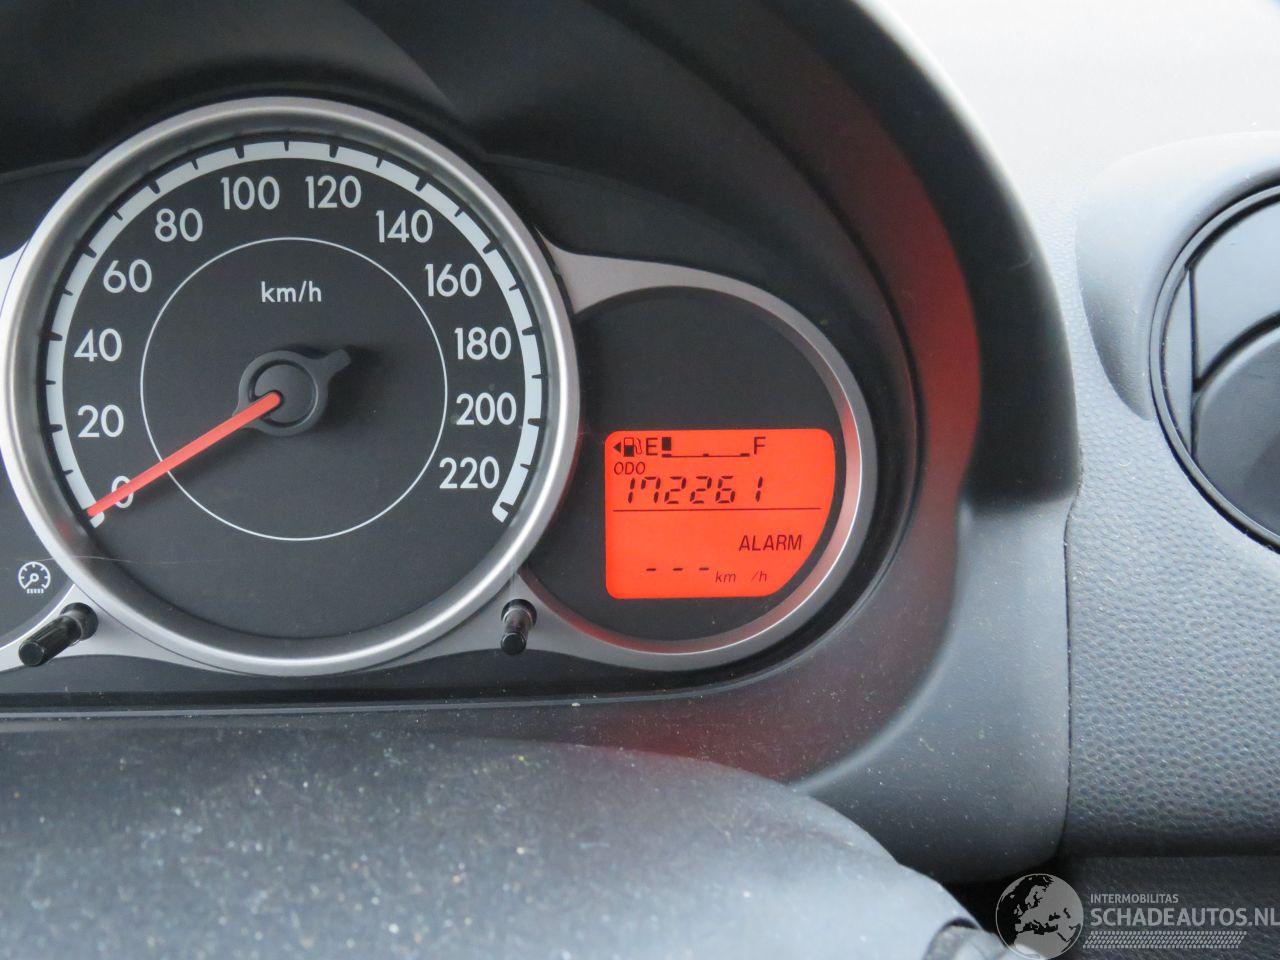 100 120
80 140
60 160
km/h
40 180
20 200
0 220
E F
ODO
172261
ALARM
--- km/h
INTERMOBILITAS
SCHADEAUTOS.NL